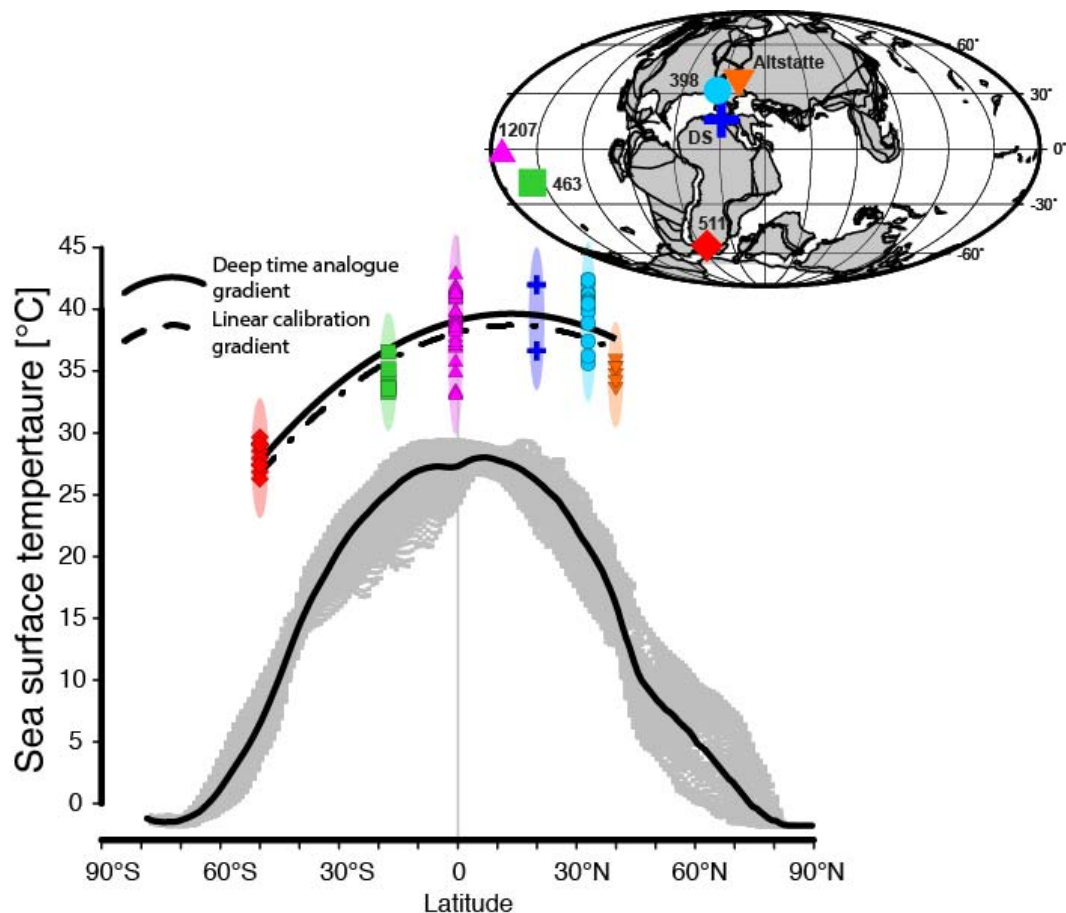 60°
Altstatte
398
30°
1207
DS
0°
463
-30°
511
-60°
45
40
35
30
25
20
15
10
5
0
Deep time analogue
gradient
Linear calibration
gradient
Sea surface tempertaure [°C]
90°S 60°S 30°S 0 30°N 60°N 90°N
Latitude